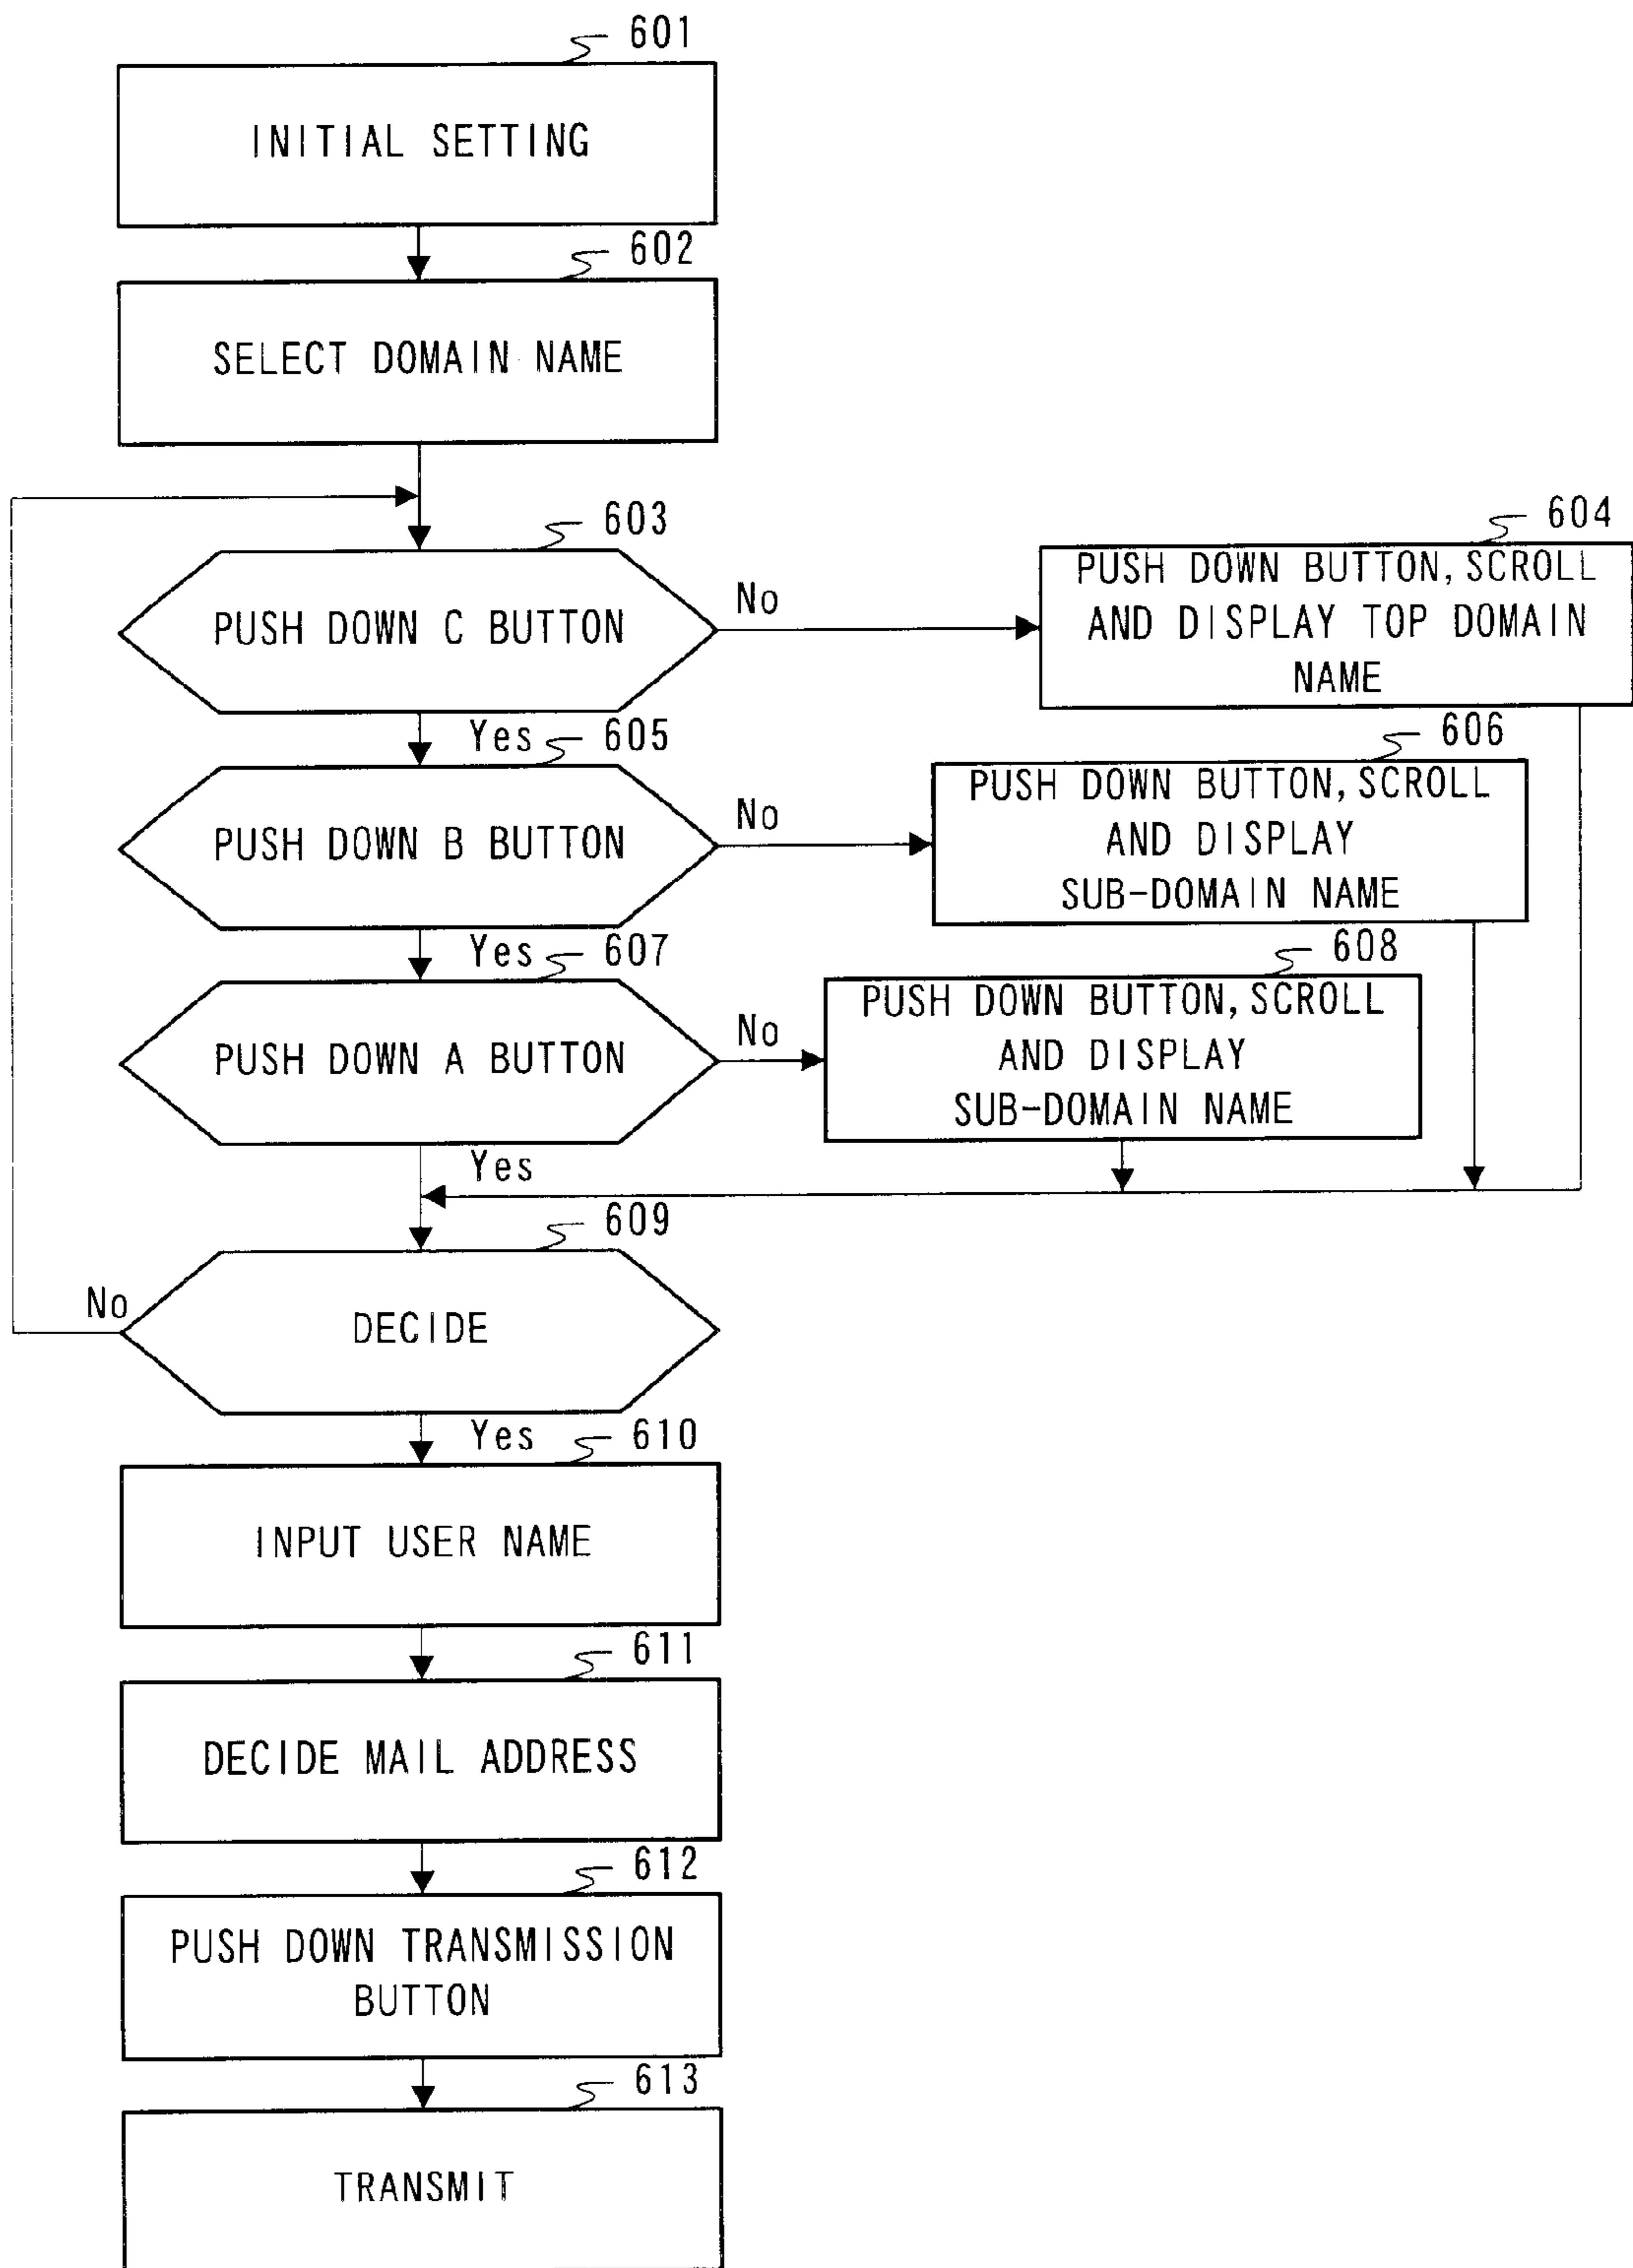 601
INITIAL SETTING
602
SELECT DOMAIN NAME
603
PUSH DOWN C BUTTON
No
604
PUSH DOWN BUTTON, SCROLL
AND DISPLAY TOP DOMAIN
NAME
Yes
605
PUSH DOWN B BUTTON
No
606
PUSH DOWN BUTTON, SCROLL
AND DISPLAY
SUB-DOMAIN NAME
Yes
607
PUSH DOWN A BUTTON
No
608
PUSH DOWN BUTTON, SCROLL
AND DISPLAY
SUB-DOMAIN NAME
Yes
609
No
DECIDE
Yes
610
INPUT USER NAME
611
DECIDE MAIL ADDRESS
612
PUSH DOWN TRANSMISSION
BUTTON
613
TRANSMIT